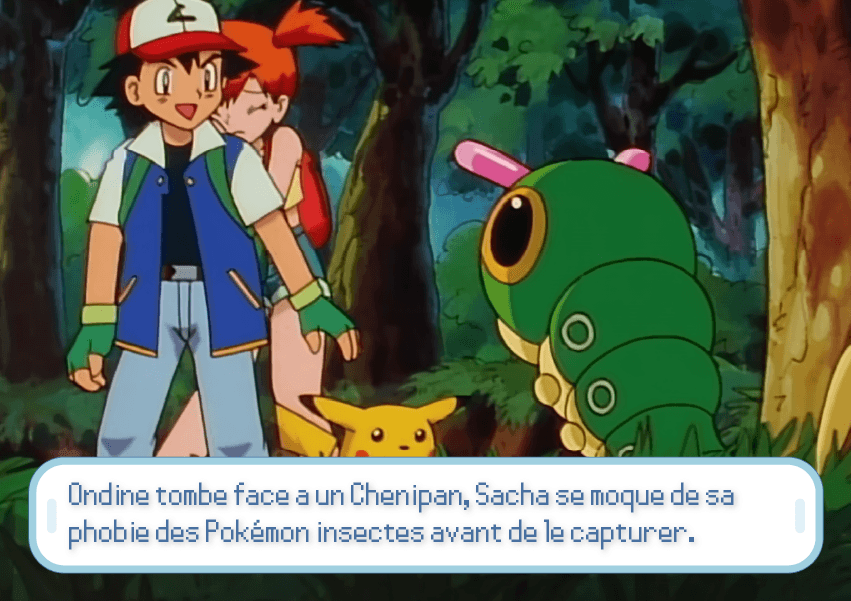 Ondine tombe face a un Chenipan, Sacha se moque de sa
phobie des Pokémon insectes avant de le capturer.